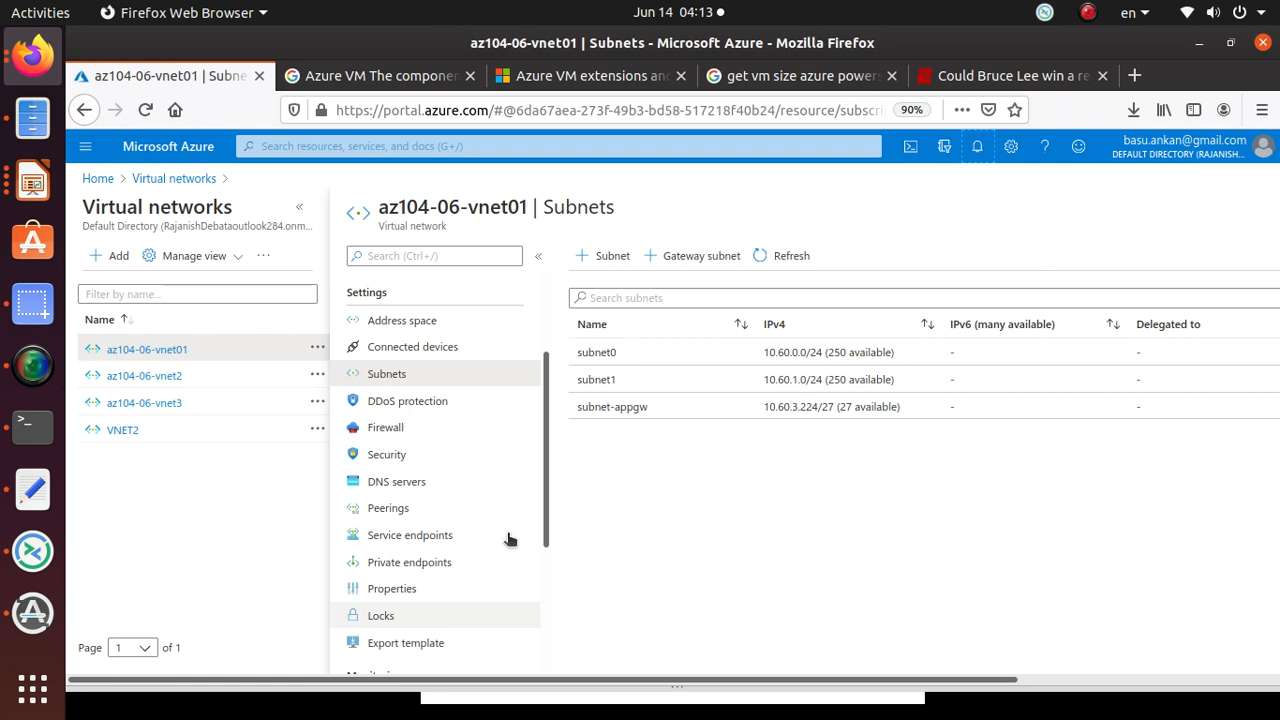 Activities Firefox Web Browser Jun 14 04:13 en
az104-06-vnet01 | Subnets - Microsoft Azure - Mozilla Firefox
az104-06-vnet01 | Subne Azure VM The componen Azure VM extensions and get vm size azure powers Could Bruce Lee win a re
https://portal.azure.com/#@6da67aea-273f-49b3-bd58-517218f40b24/resource/subscri 90%
Microsoft Azure Search resources, services, and docs (G+/) basu.ankan@gmail.com
DEFAULT DIRECTORY (RAJANISH...
Home > Virtual networks >
Virtual networks «
Default Directory (RajanishDebataoutlook284.onm...
+ Add Manage view ...
Filter by name...
Name
az104-06-vnet01 ...
az104-06-vnet2 ...
az104-06-vnet3 ...
VNET2 ...
Page 1 of 1
az104-06-vnet01 | Subnets
Virtual network
Search (Ctrl+/) «
Settings
Address space
Connected devices
Subnets
DDoS protection
Firewall
Security
DNS servers
Peerings
Service endpoints
Private endpoints
Properties
Locks
Export template
+ Subnet + Gateway subnet Refresh
Search subnets
Name IPv4 IPv6 (many available) Delegated to
subnet0 10.60.0.0/24 (250 available) - -
subnet1 10.60.1.0/24 (250 available) - -
subnet-appgw 10.60.3.224/27 (27 available) - -